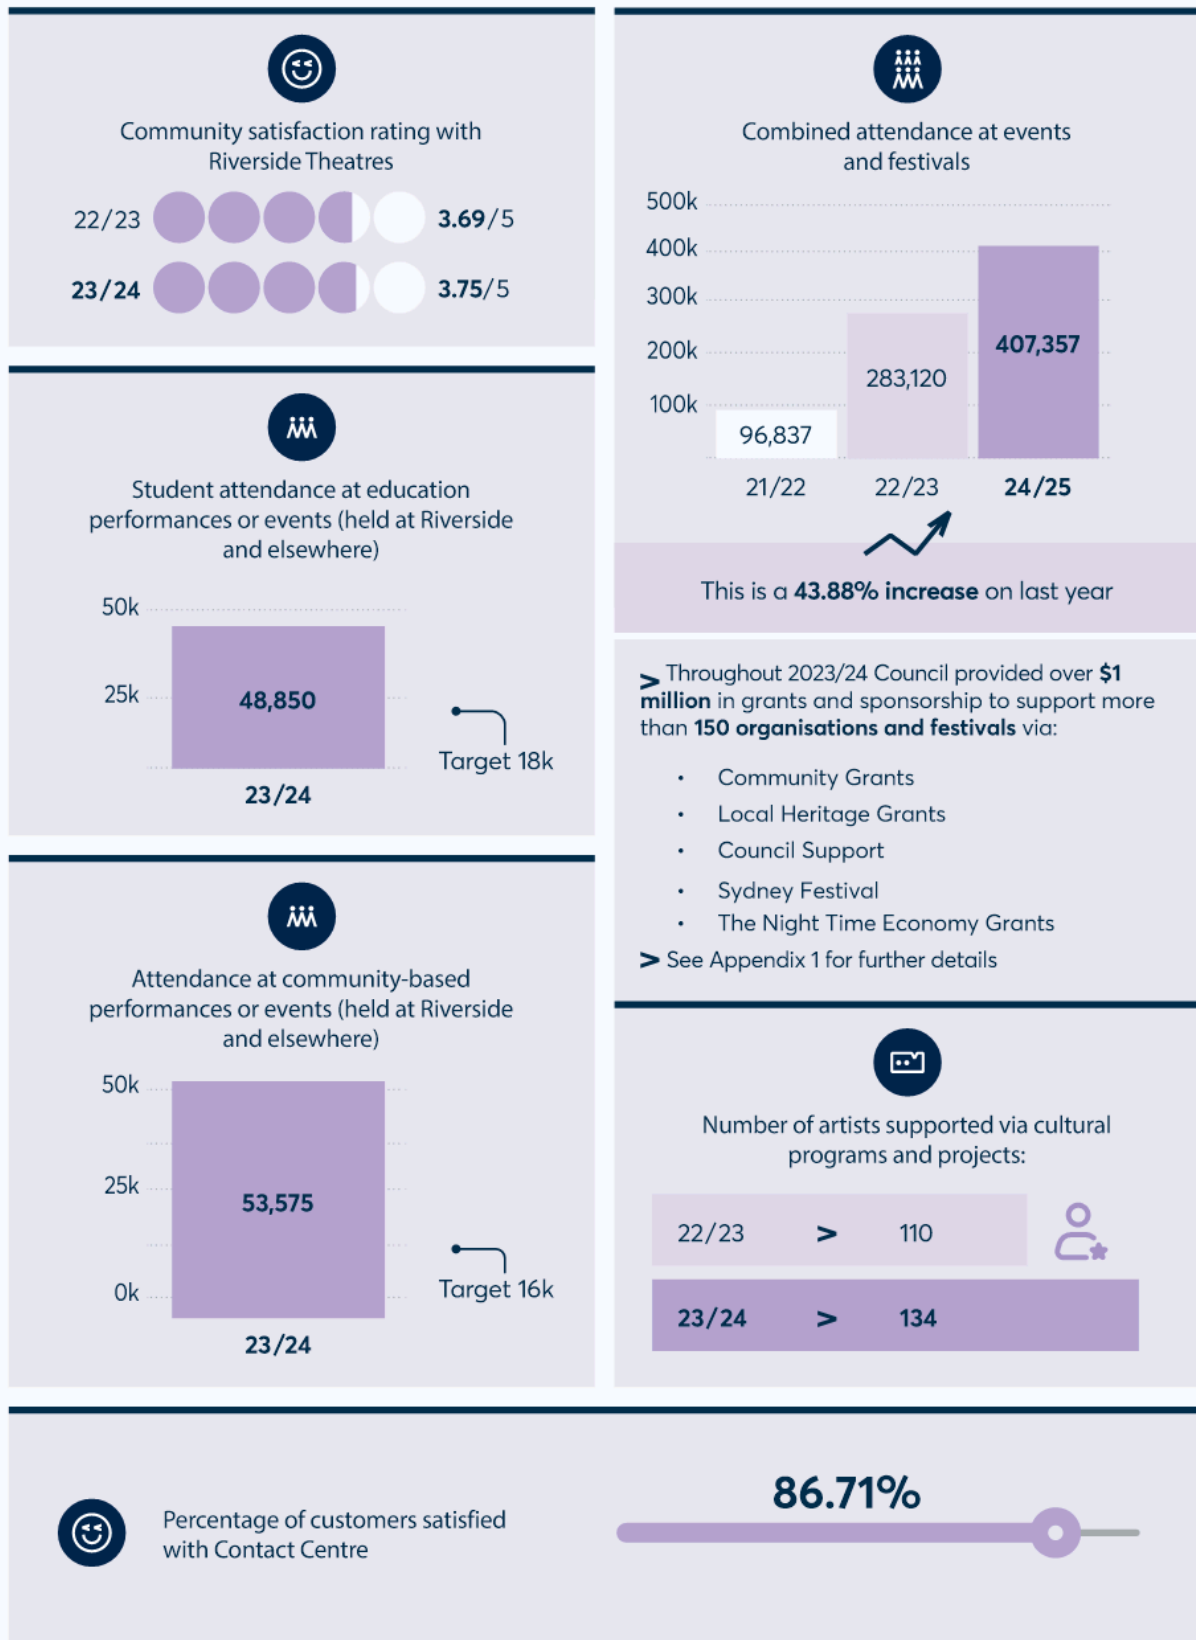 Community satisfaction rating with
Riverside Theatres
22/23 3.69/5
23/24 3.75/5
Student attendance at education
performances or events (held at Riverside
and elsewhere)
50k
25k
48,850
Target 18k
23/24
Attendance at community-based
performances or events (held at Riverside
and elsewhere)
50k
25k
53,575
0k
Target 16k
23/24
Combined attendance at events
and festivals
500k
400k
300k
200k
100k
96,837
283,120
407,357
21/22 22/23 24/25
This is a 43.88% increase on last year
> Throughout 2023/24 Council provided over $1
million in grants and sponsorship to support more
than 150 organisations and festivals via:
• Community Grants
• Local Heritage Grants
• Council Support
• Sydney Festival
• The Night Time Economy Grants
> See Appendix 1 for further details
Number of artists supported via cultural
programs and projects:
22/23 > 110
23/24 > 134
Percentage of customers satisfied
with Contact Centre
86.71%